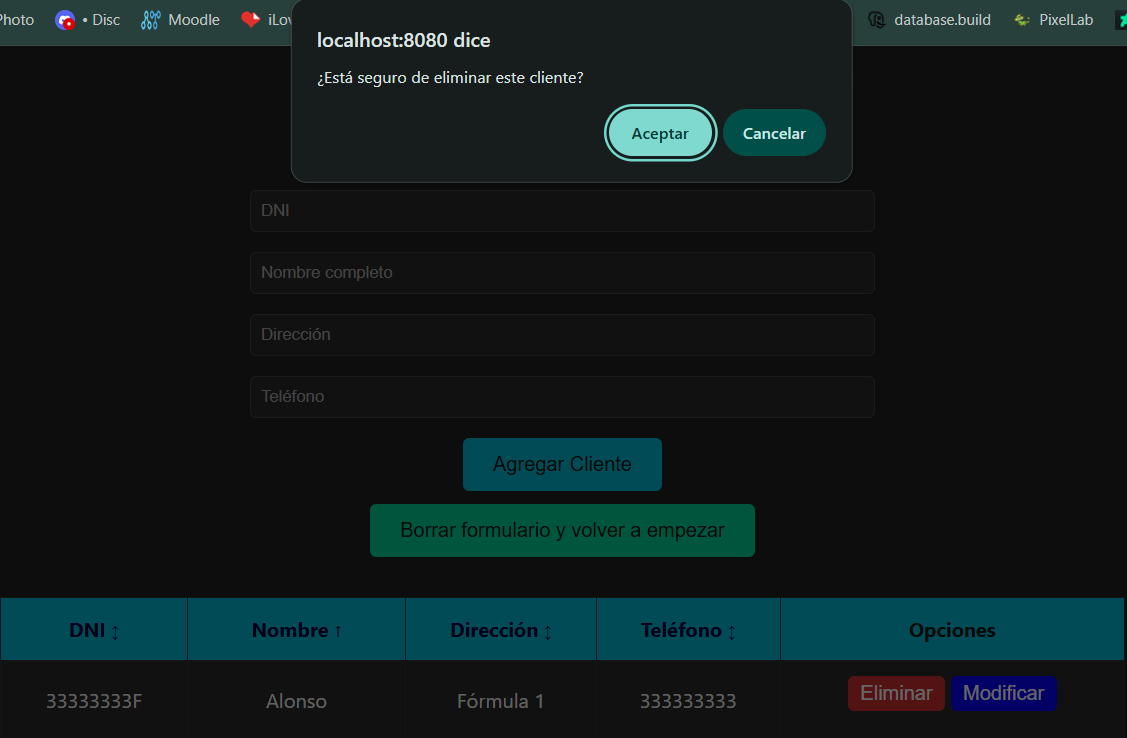 Photo • Disc Moodle iLov database.build PixelLab
localhost:8080 dice
¿Está seguro de eliminar este cliente?
Aceptar Cancelar
DNI
Nombre completo
Dirección
Teléfono
Agregar Cliente
Borrar formulario y volver a empezar
DNI ↕ Nombre ↑ Dirección ↕ Teléfono ↕ Opciones
33333333F Alonso Fórmula 1 333333333 Eliminar Modificar